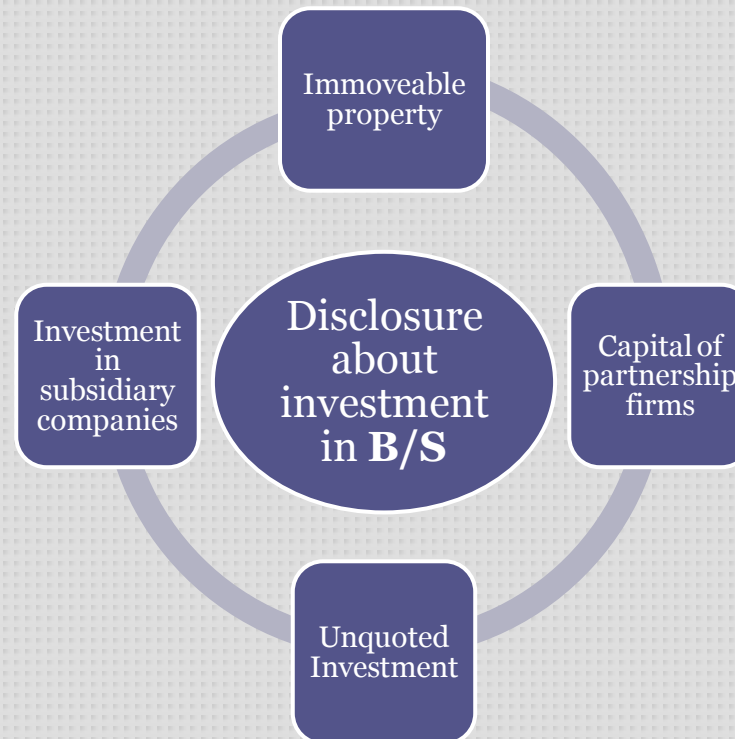 Immoveable
property
Disclosure
about
investment
in B/S
Capital of
partnership
firms
Unquoted
Investment
Investment
in
subsidiary
companies